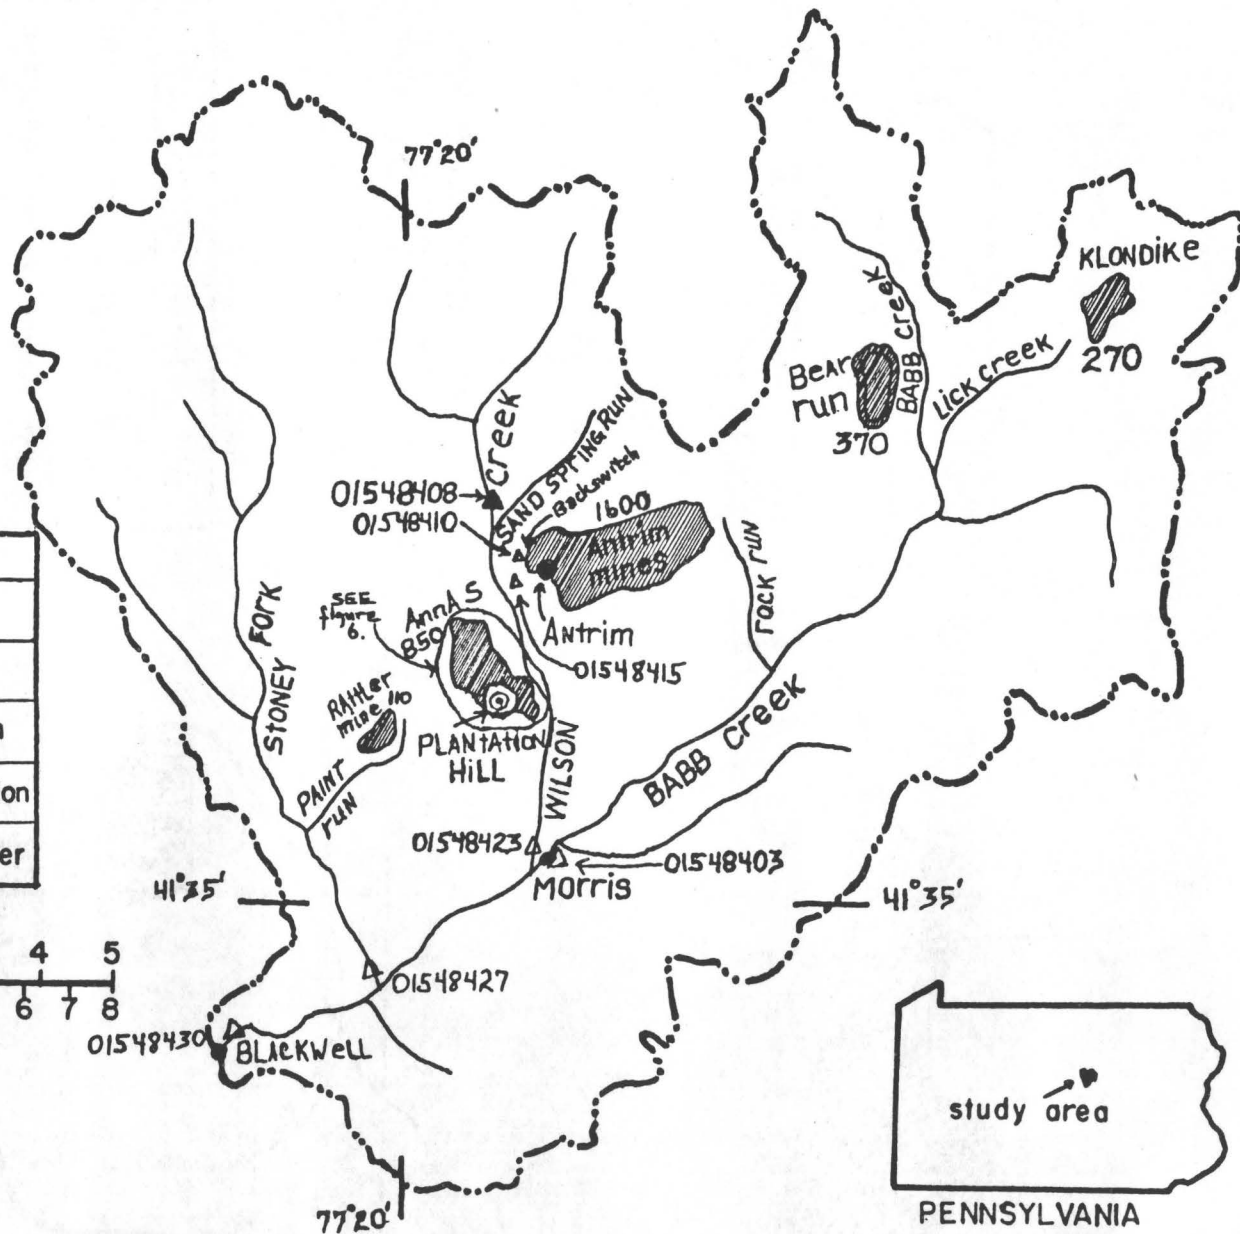 77°20'
KLONDIKe
270
Lick creek
BABB Creek
BeAr
run
370
Creek
SAND SPRING RUN
Backswitch
01548408
01548410
1600
Antrim
mines
rock run
Antrim
01548415
SEE
figure
6.
AnnA S
850
STONEY FORK
RAttler
mine 110
PLANtAtION
HiLL
PAINT
run
WILSON
BABB Creek
01548423
01548403
MORRiS
41°35'
41°35'
on
er
4 5
6 7 8
01548427
01548430
BLAckWeLL
study area
77°20'
PENNSYLVANIA